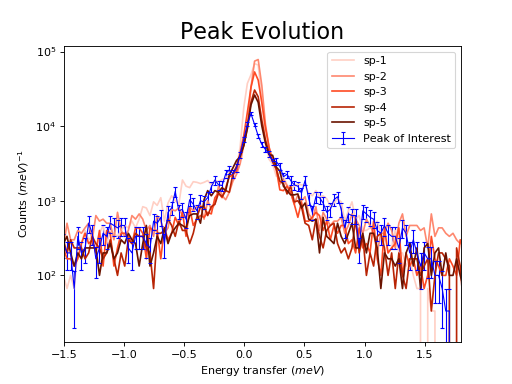 Peak Evolution
Counts (meV)⁻¹
10⁵
10⁴
10³
10²
sp-1
sp-2
sp-3
sp-4
sp-5
Peak of Interest
−1.5 −1.0 −0.5 0.0 0.5 1.0 1.5
Energy transfer (meV)